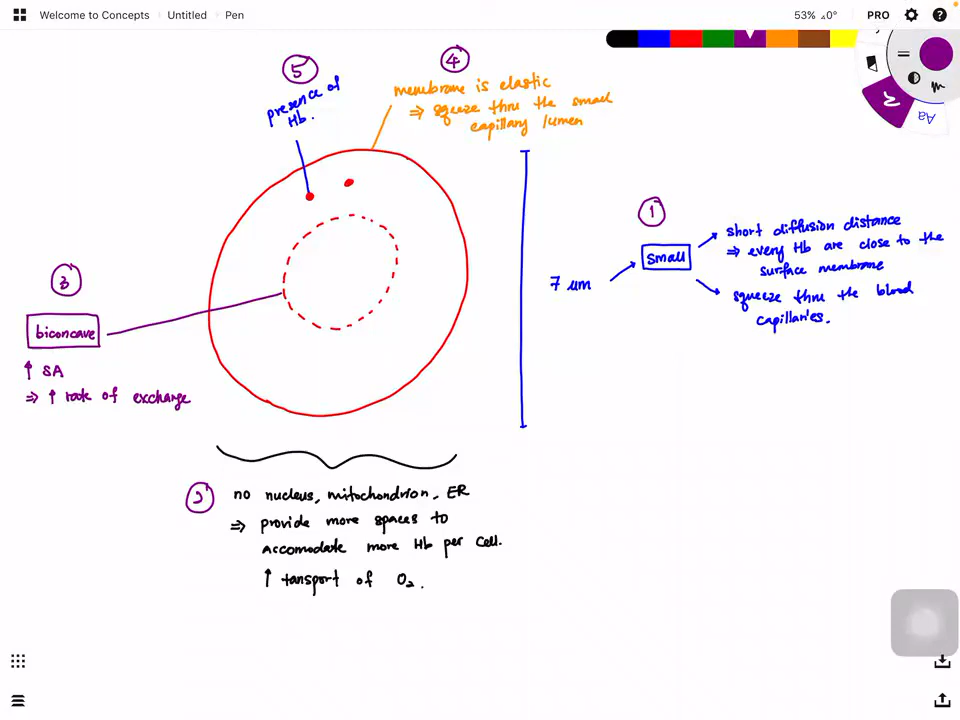 Welcome to Concepts Untitled Pen
53% ⊿0° PRO
Aa
5
presence of
Hb.
4
membrane is elastic
⇒ squeeze thru the small
capillary lumen
1
7 um
small
short diffusion distance
⇒ every Hb are close to the
surface membrane
squeeze thru the blood
capillaries.
3
biconcave
↑ SA
⇒ ↑ rate of exchange
2
no nucleus, mitochondrion, ER
⇒ provide more spaces to
accomodate more Hb per cell.
↑ tansport of O₂.